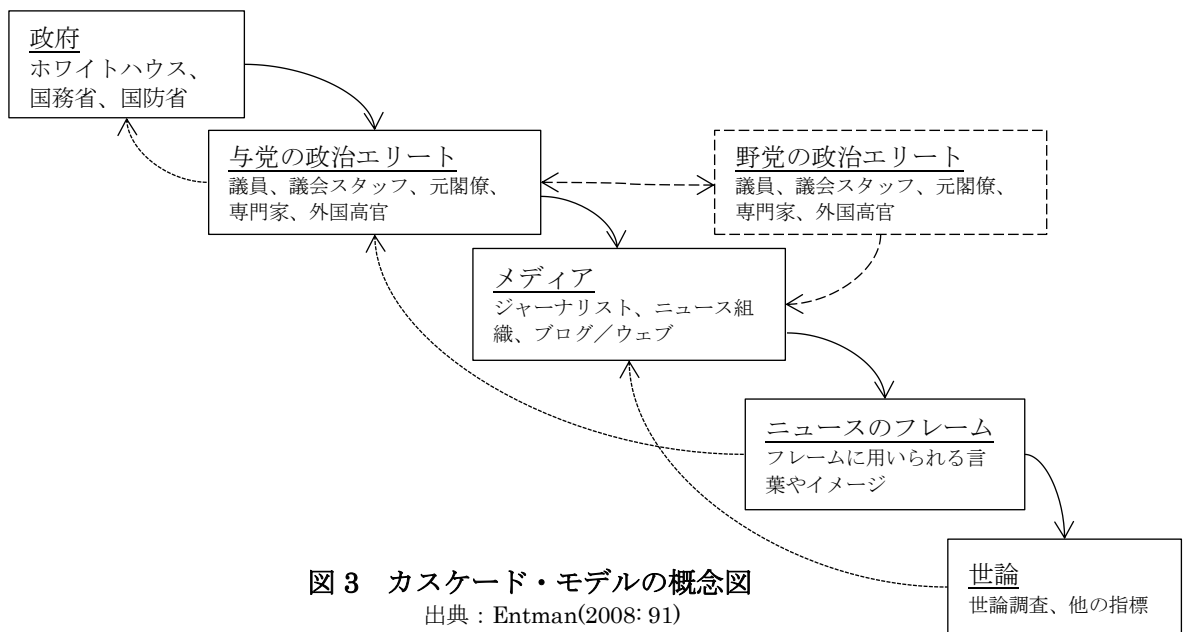 政府
ホワイトハウス、
国務省、国防省
与党の政治エリート
議員、議会スタッフ、元閣僚、
専門家、外国高官
野党の政治エリート
議員、議会スタッフ、元閣僚、
専門家、外国高官
メディア
ジャーナリスト、ニュース組
織、ブログ／ウェブ
ニュースのフレーム
フレームに用いられる言
葉やイメージ
世論
世論調査、他の指標
図 3　カスケード・モデルの概念図
出典：Entman(2008: 91)